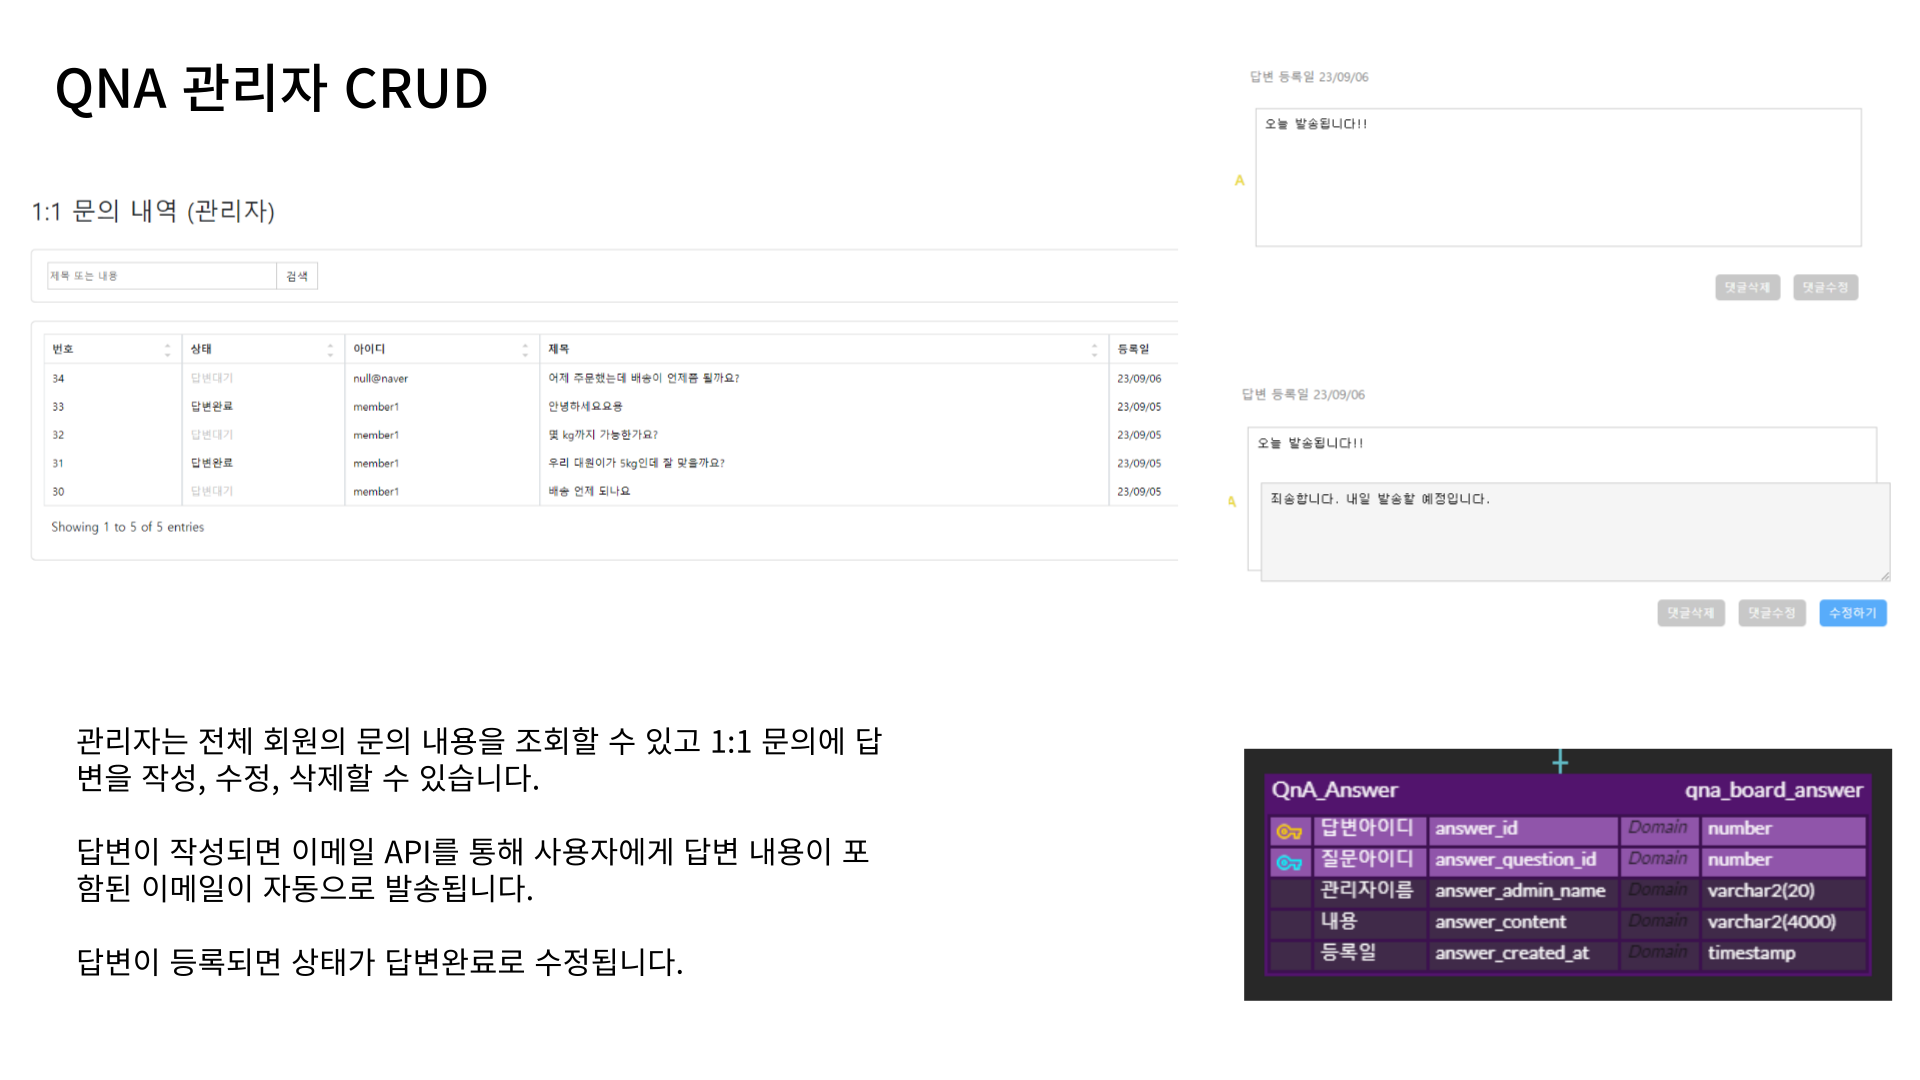 QNA 관리자 CRUD
1:1 문의 내역 (관리자)
제목 또는 내용 검색
번호 상태 아이디 제목 등록일
34 답변대기 null@naver 어제 주문했는데 배송이 언제쯤 될까요? 23/09/06
33 답변완료 member1 안녕하세요요용 23/09/05
32 답변대기 member1 몇 kg까지 가능한가요? 23/09/05
31 답변완료 member1 우리 대원이가 5kg인데 잘 맞을까요? 23/09/05
30 답변대기 member1 배송 언제 되나요 23/09/05
Showing 1 to 5 of 5 entries
관리자는 전체 회원의 문의 내용을 조회할 수 있고 1:1 문의에 답
변을 작성, 수정, 삭제할 수 있습니다.
답변이 작성되면 이메일 API를 통해 사용자에게 답변 내용이 포
함된 이메일이 자동으로 발송됩니다.
답변이 등록되면 상태가 답변완료로 수정됩니다.
답변 등록일 23/09/06
오늘 발송됩니다!!
A
댓글삭제 댓글수정
답변 등록일 23/09/06
오늘 발송됩니다!!
A
죄송합니다. 내일 발송할 예정입니다.
댓글삭제 댓글수정 수정하기
QnA_Answer qna_board_answer
답변아이디 answer_id Domain number
질문아이디 answer_question_id Domain number
관리자이름 answer_admin_name Domain varchar2(20)
내용 answer_content Domain varchar2(4000)
등록일 answer_created_at Domain timestamp